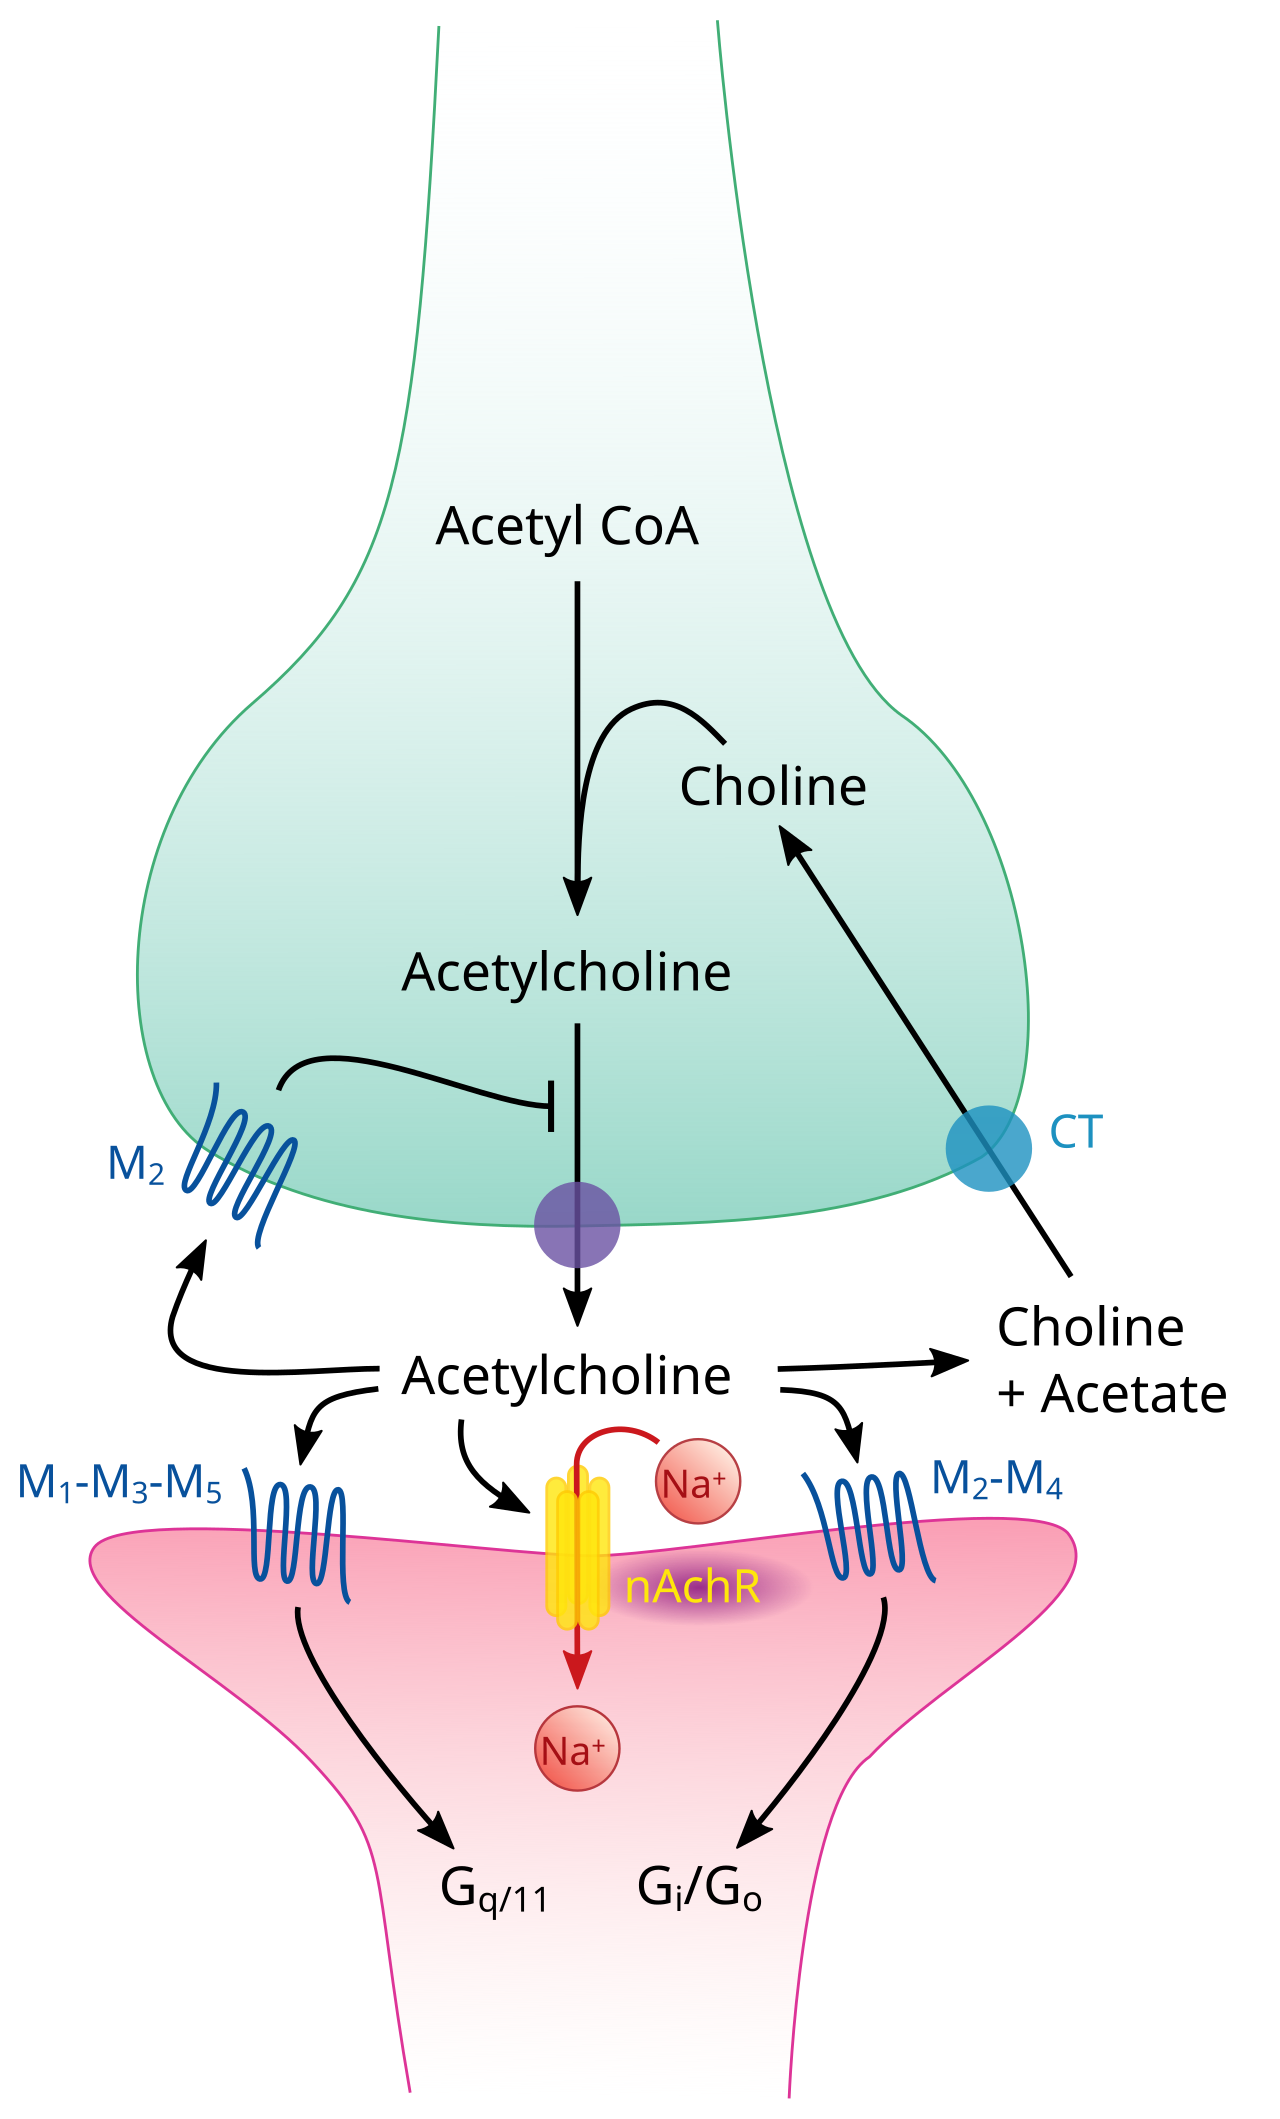 Acetyl CoA
Choline
Acetylcholine
CT
M₂
Acetylcholine
Choline
+ Acetate
M₁-M₃-M₅
Na⁺
M₂-M₄
nAchR
Na⁺
Gq/₁₁
Gᵢ/Gₒ